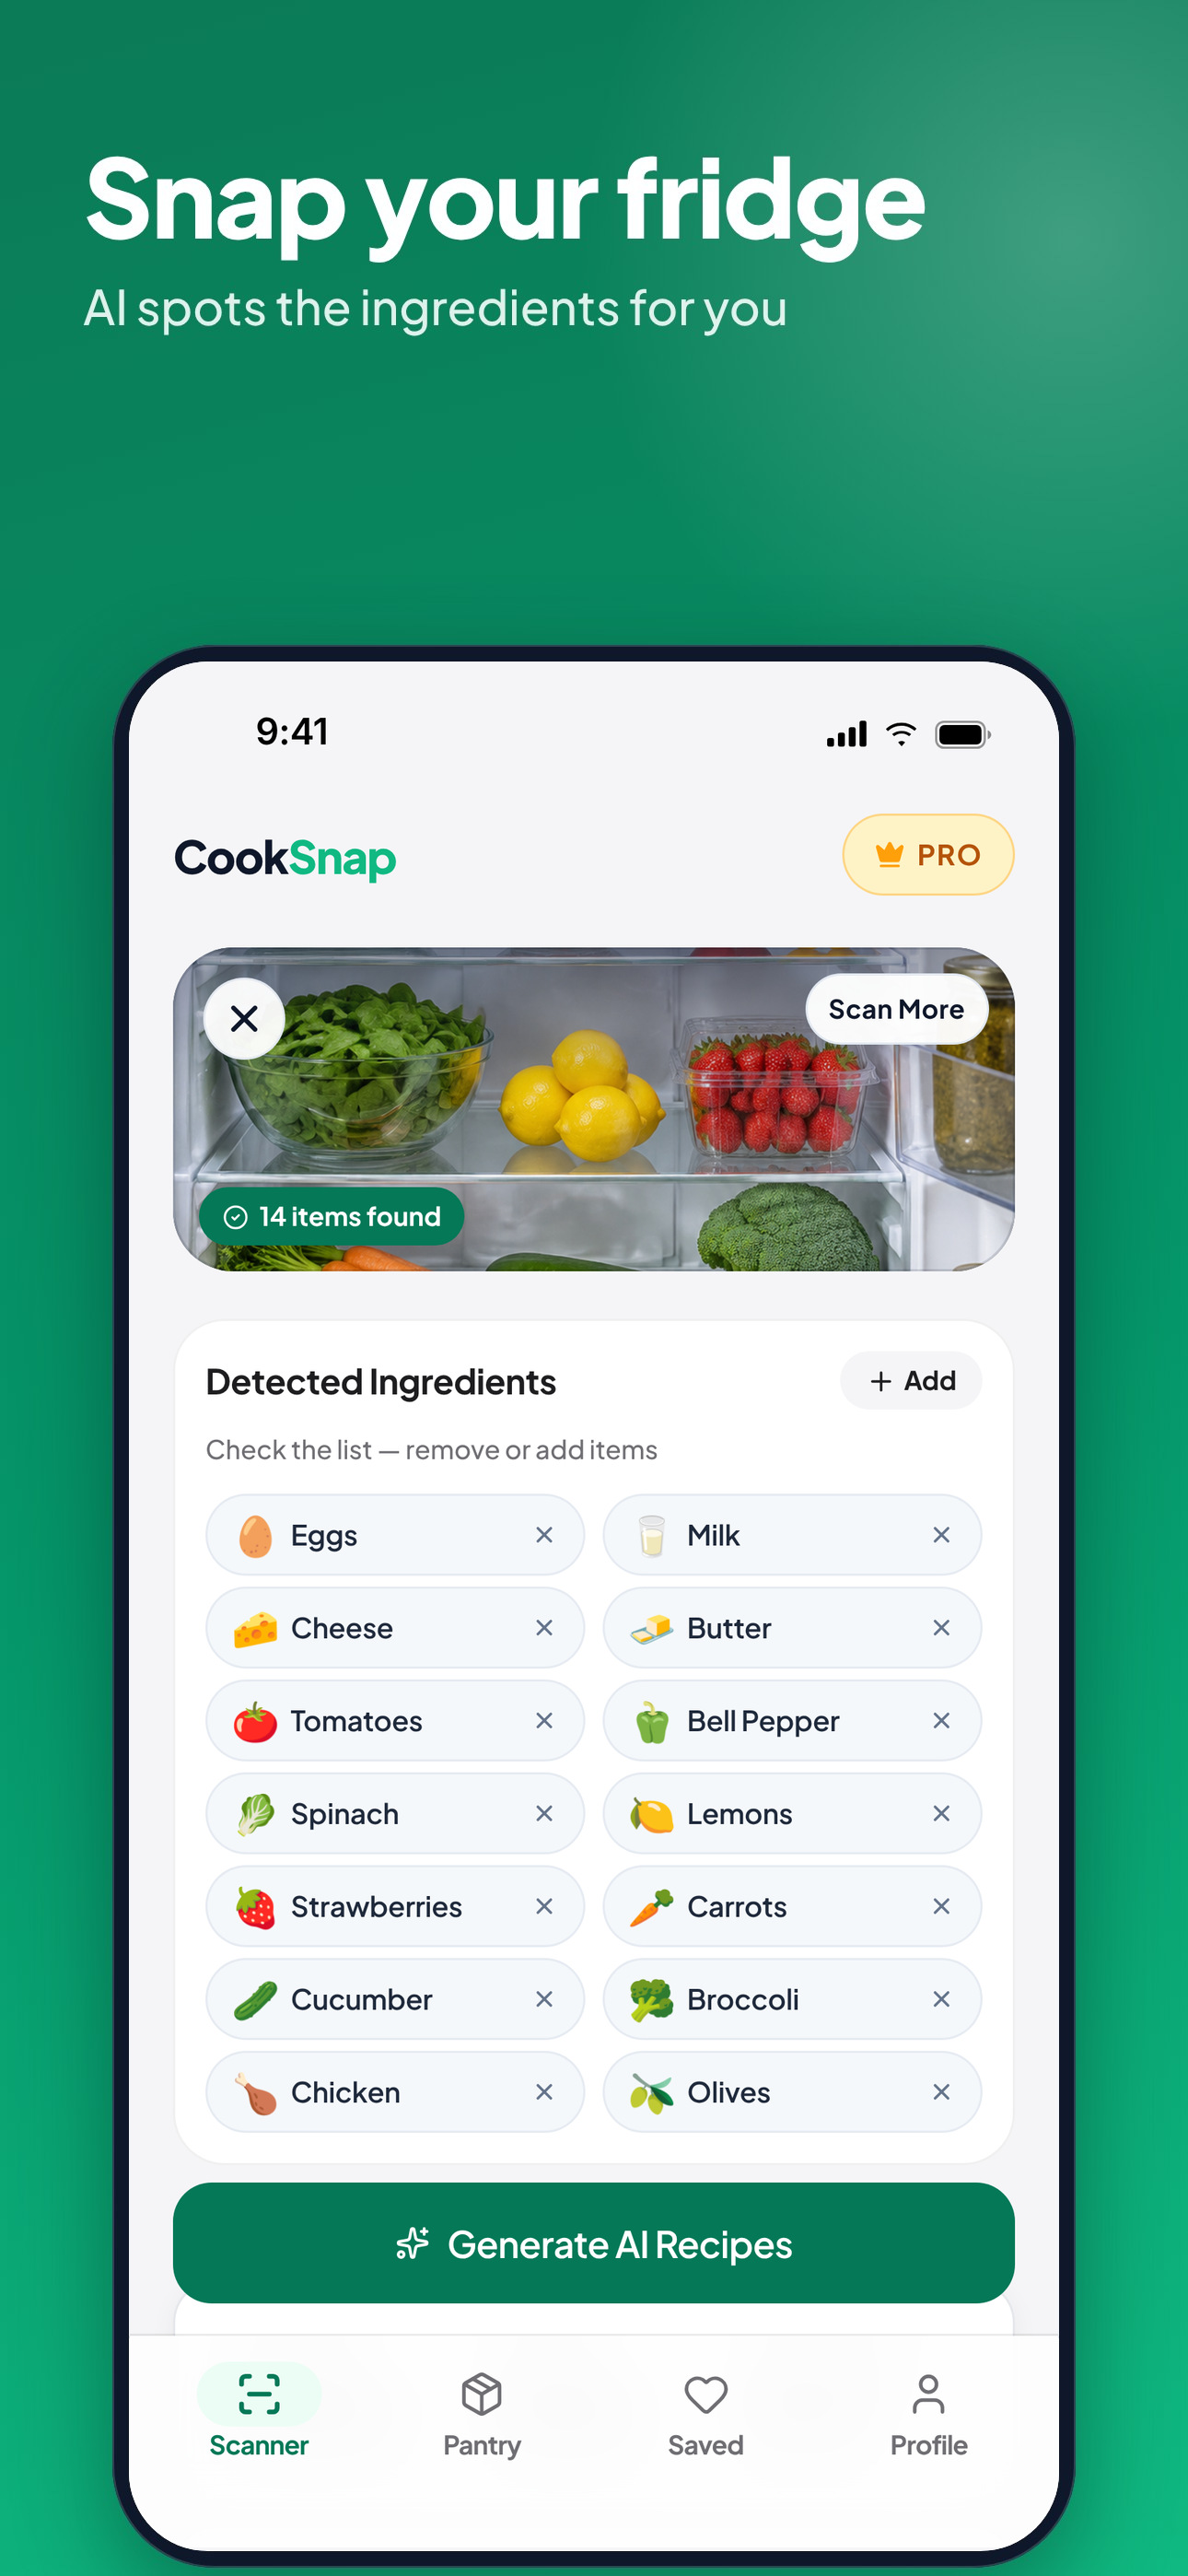 Snap your fridge
AI spots the ingredients for you
9:41
CookSnap
PRO
Scan More
14 items found
Detected Ingredients
+ Add
Check the list — remove or add items
Eggs
Milk
Cheese
Butter
Tomatoes
Bell Pepper
Spinach
Lemons
Strawberries
Carrots
Cucumber
Broccoli
Chicken
Olives
Generate AI Recipes
Scanner
Pantry
Saved
Profile